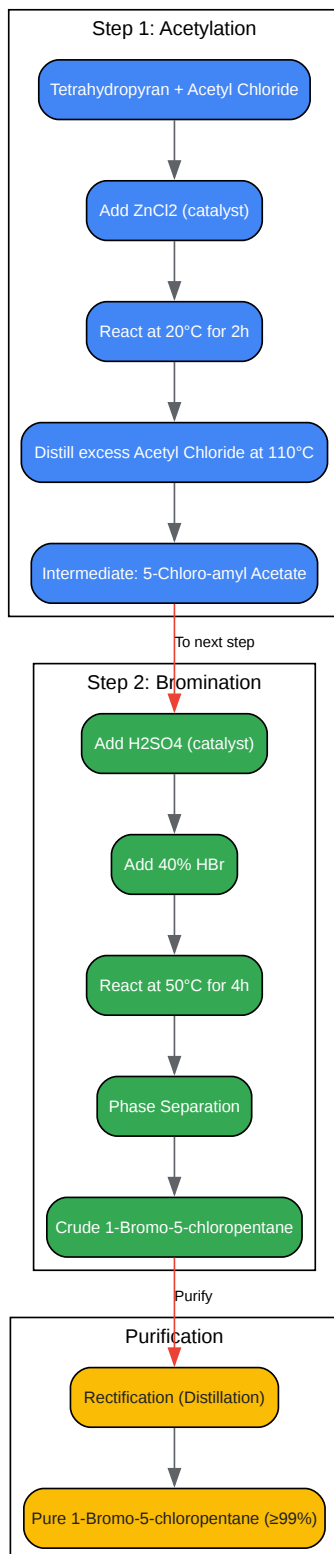 Step 1: Acetylation
Tetrahydropyran + Acetyl Chloride
Add ZnCl2 (catalyst)
React at 20°C for 2h
Distill excess Acetyl Chloride at 110°C
Intermediate: 5-Chloro-amyl Acetate
To next step
Step 2: Bromination
Add H2SO4 (catalyst)
Add 40% HBr
React at 50°C for 4h
Phase Separation
Crude 1-Bromo-5-chloropentane
Purify
Purification
Rectification (Distillation)
Pure 1-Bromo-5-chloropentane (≥99%)